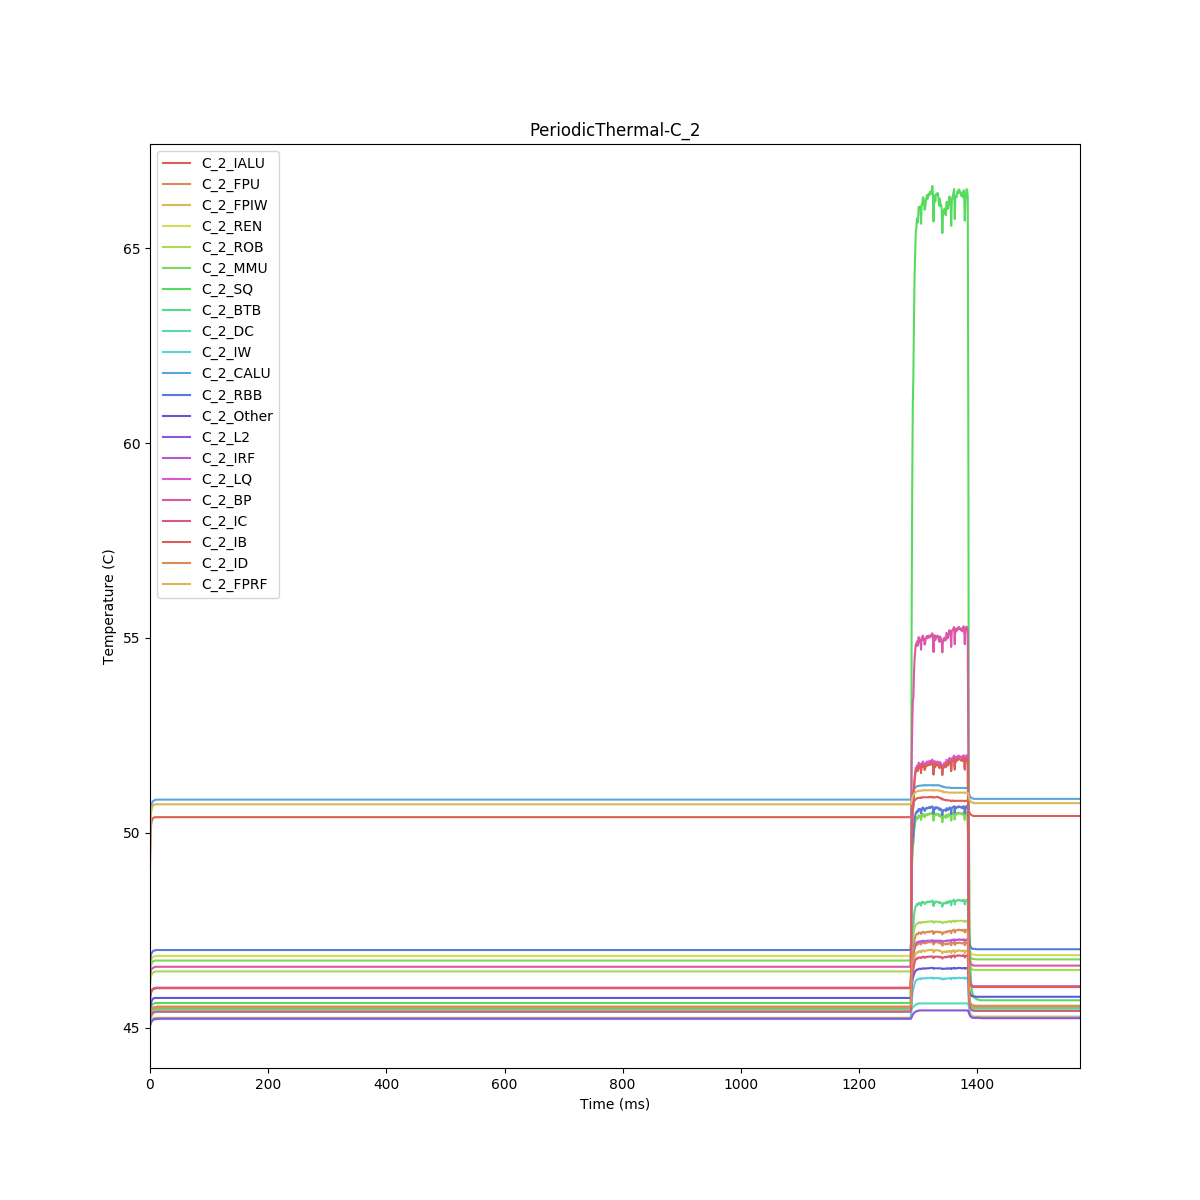 PeriodicThermal-C_2
C_2_IALU
C_2_FPU
C_2_FPIW
C_2_REN
C_2_ROB
C_2_MMU
C_2_SQ
C_2_BTB
C_2_DC
C_2_IW
C_2_CALU
C_2_RBB
C_2_Other
C_2_L2
C_2_IRF
C_2_LQ
C_2_BP
C_2_IC
C_2_IB
C_2_ID
C_2_FPRF
65
60
55
50
45
Temperature (C)
0 200 400 600 800 1000 1200 1400
Time (ms)